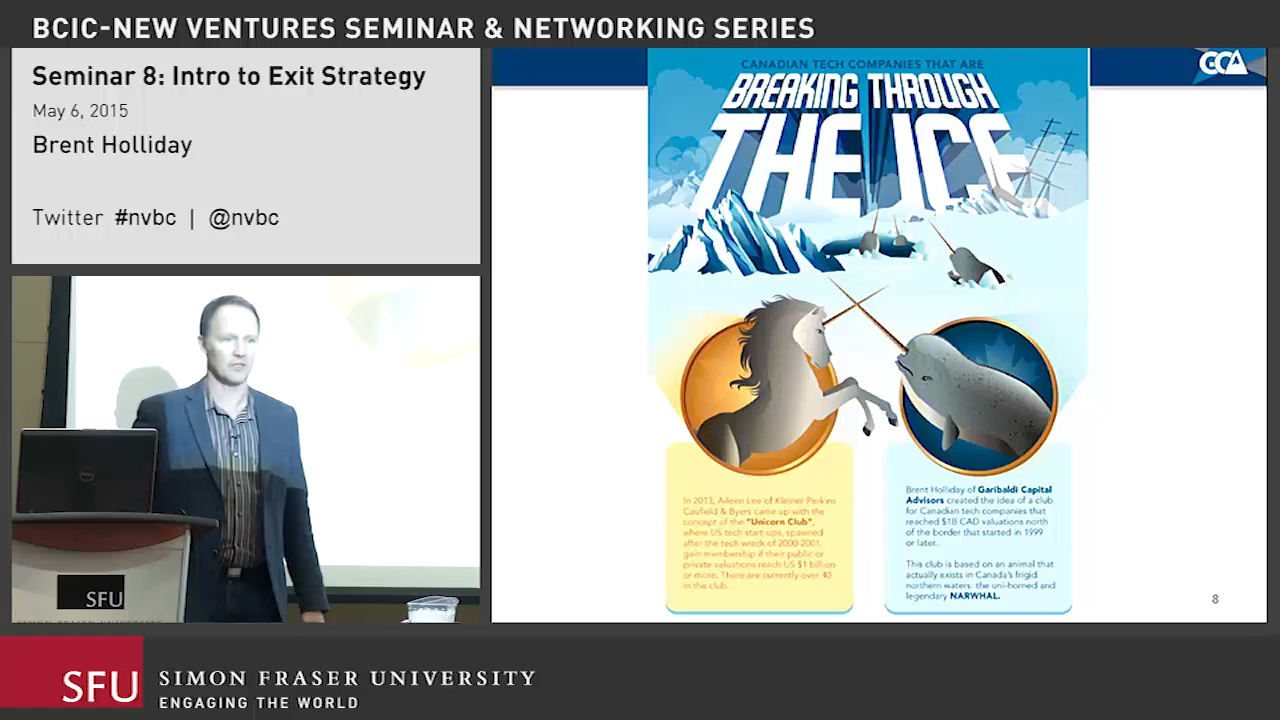 BCIC-NEW VENTURES SEMINAR & NETWORKING SERIES
Seminar 8: Intro to Exit Strategy
May 6, 2015
Brent Holliday
Twitter #nvbc | @nvbc
SFU
GCA
CANADIAN TECH COMPANIES THAT ARE
BREAKING THROUGH
THE ICE
In 2013, Aileen Lee of Kleiner Perkins
Caufield & Byers came up with the
concept of the "Unicorn Club",
where US tech start-ups, spawned
after the tech wreck of 2000-2001,
gain membership if their public or
private valuations reach US $1 billion
or more. There are currently over 40
in the club.
Brent Holliday of Garibaldi Capital
Advisors created the idea of a club
for Canadian tech companies that
reached $1B CAD valuations north
of the border that started in 1999
or later.
This club is based on an animal that
actually exists in Canada's frigid
northern waters: the uni-horned and
legendary NARWHAL.
8
SFU SIMON FRASER UNIVERSITY
ENGAGING THE WORLD